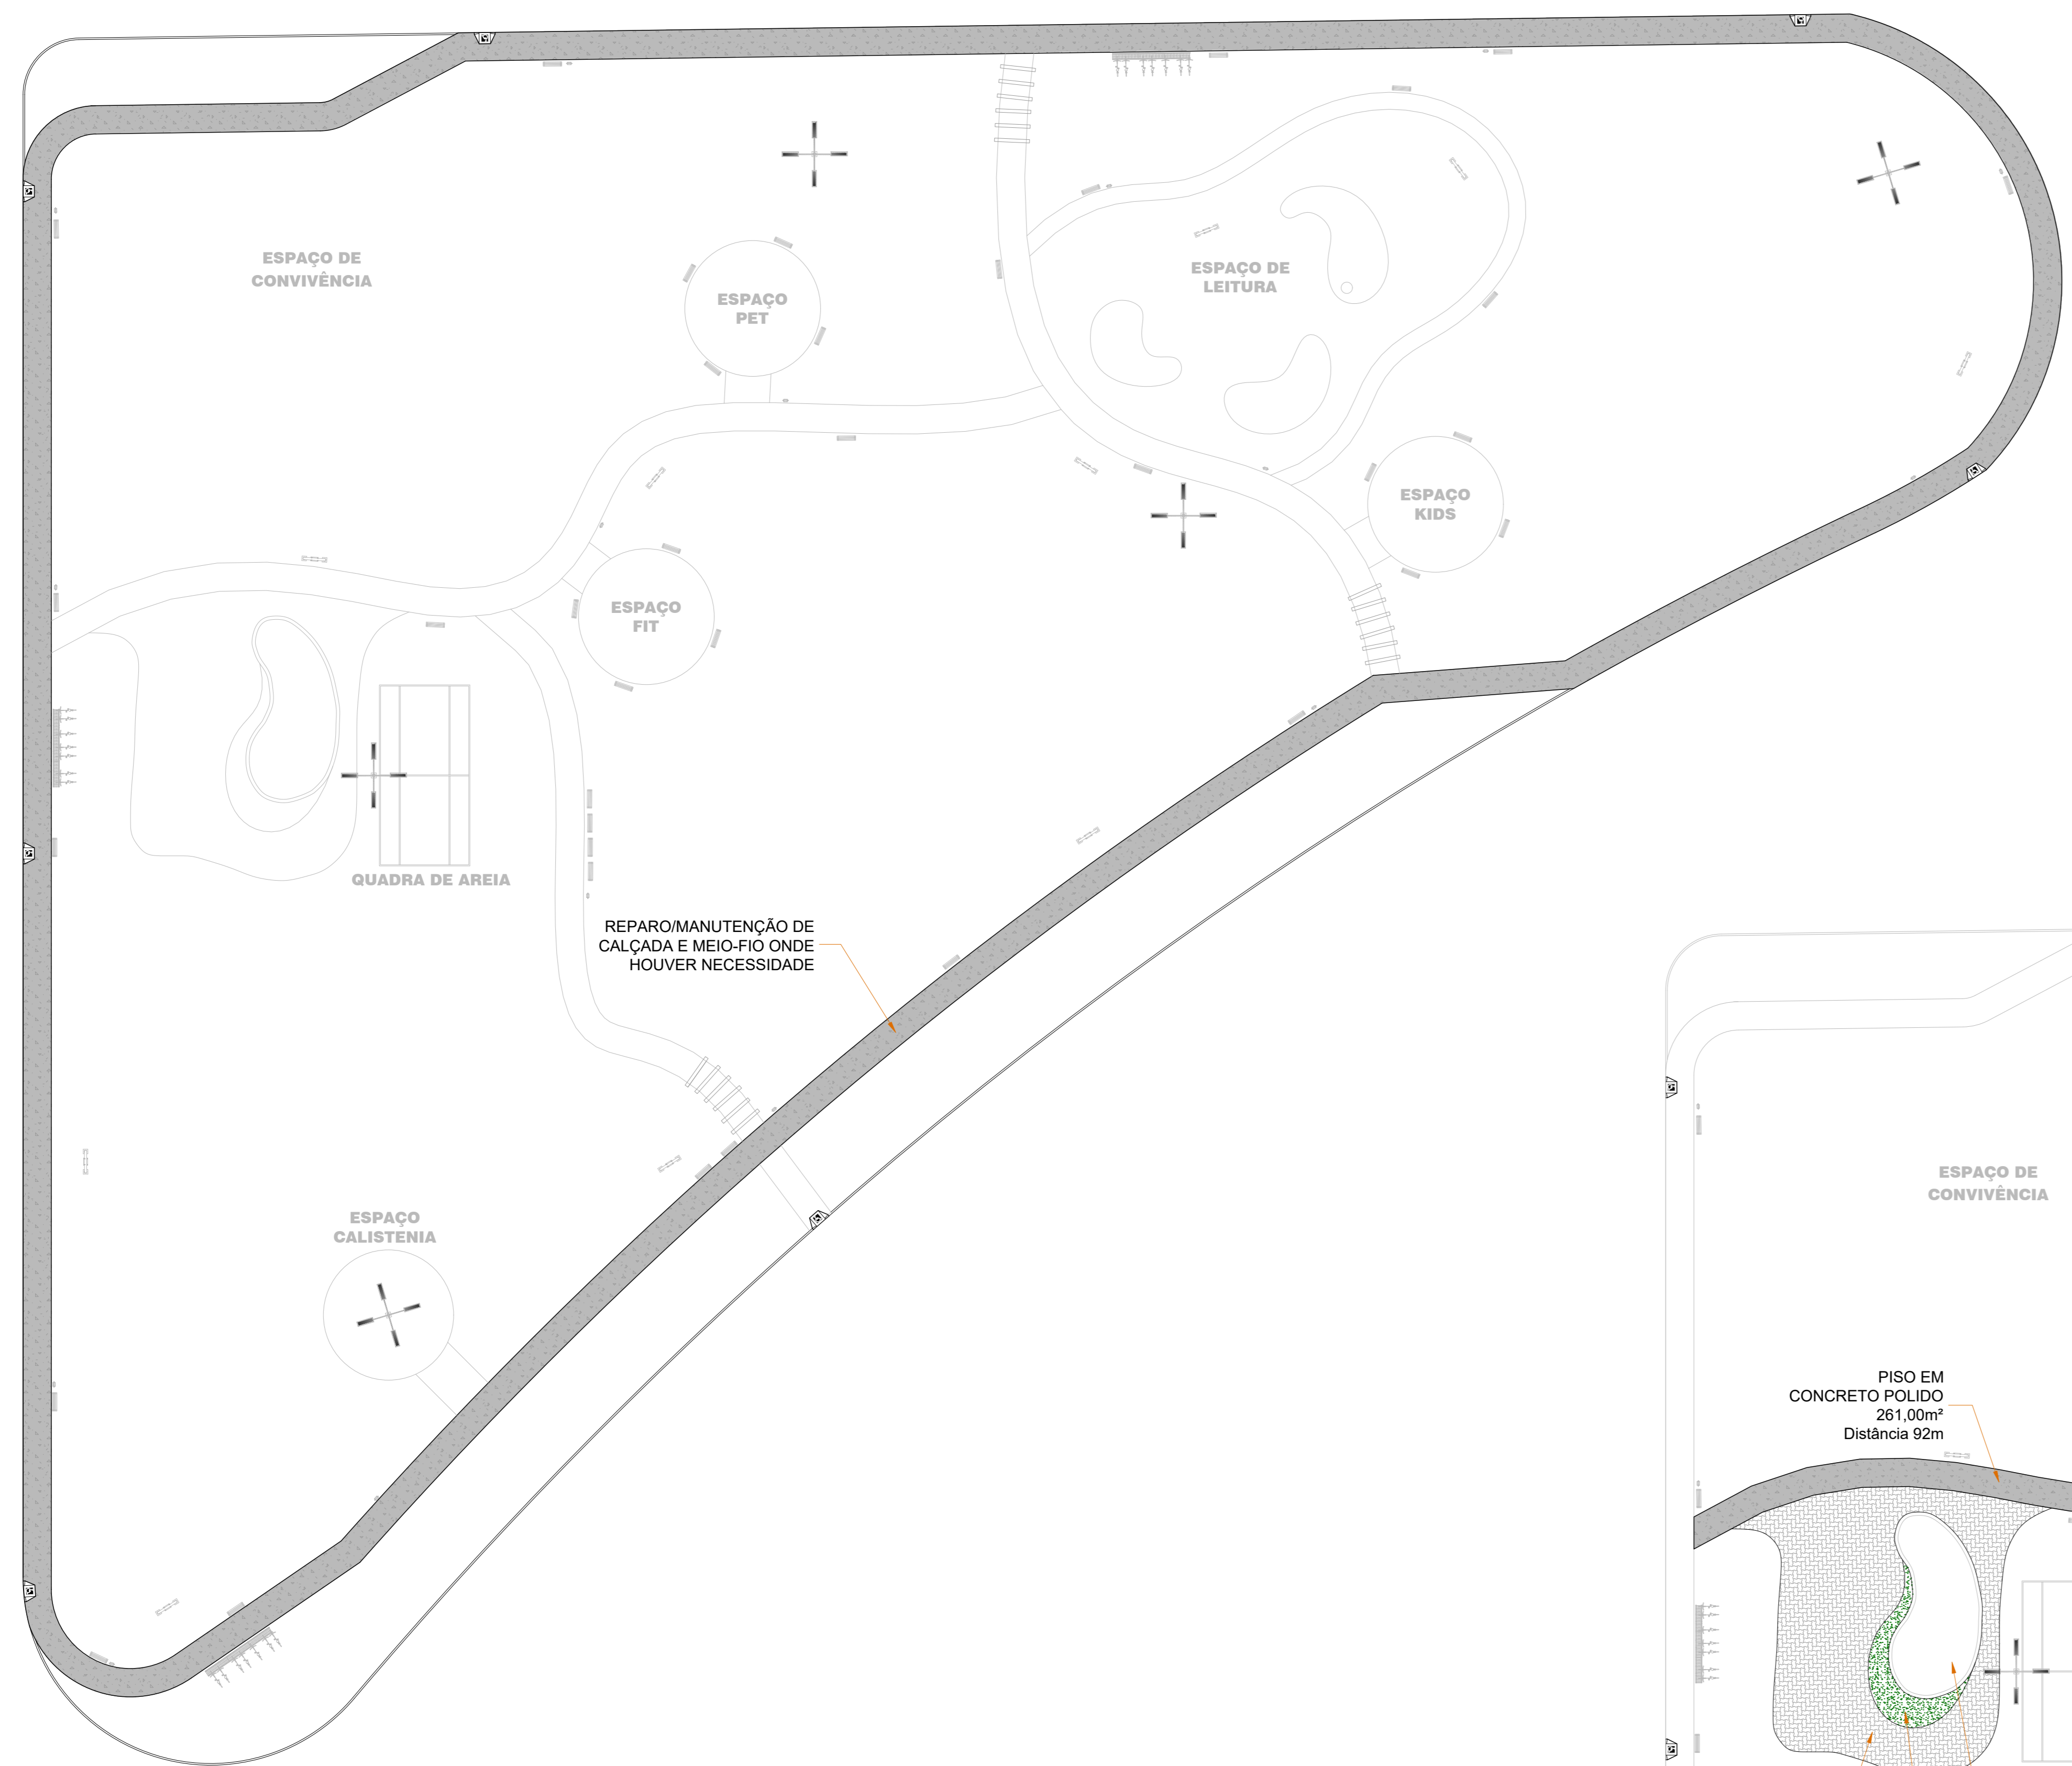 ESPAÇO DE
CONVIVÊNCIA
ESPAÇO
PET
ESPAÇO DE
LEITURA
ESPAÇO
KIDS
ESPAÇO
FIT
QUADRA DE AREIA
REPARO/MANUTENÇÃO DE
CALÇADA E MEIO-FIO ONDE
HOUVER NECESSIDADE
ESPAÇO
CALISTENIA
ESPAÇO DE
CONVIVÊNCIA
PISO EM
CONCRETO POLIDO
261,00m²
Distância 92m